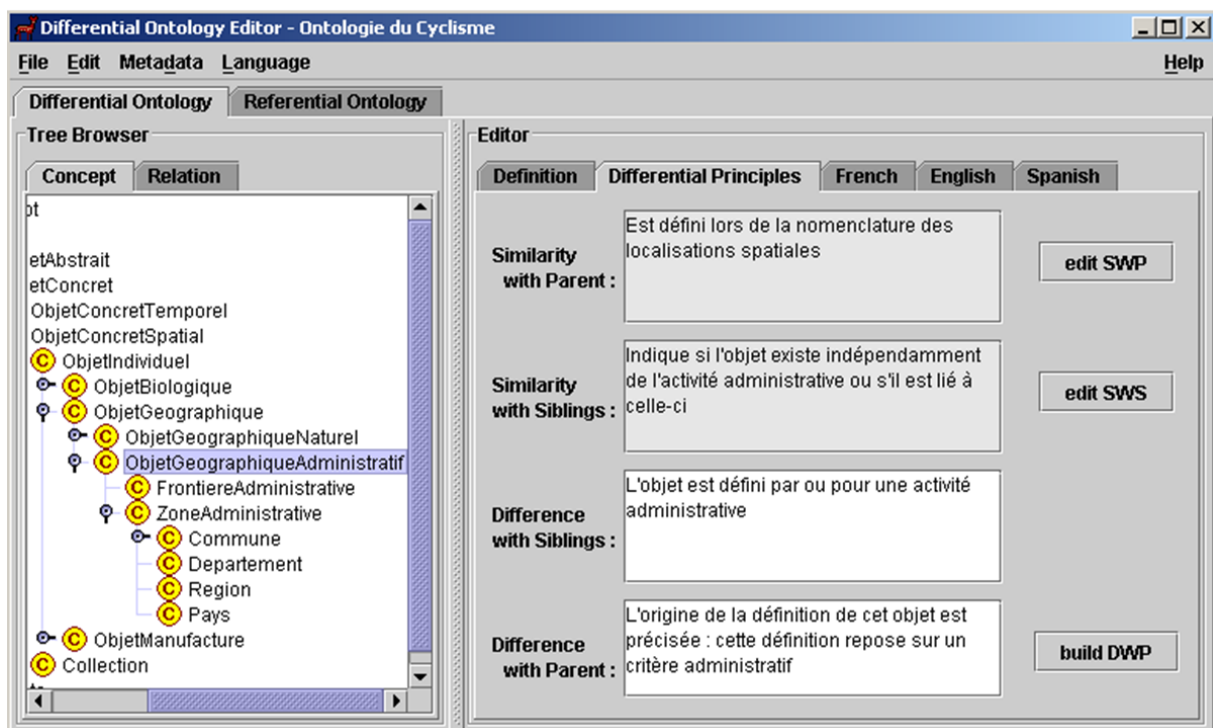 Differential Ontology Editor - Ontologie du Cyclisme
File Edit Metadata Language Help
Differential Ontology Referential Ontology
Tree Browser
Concept Relation
etAbstrait
etConcret
ObjetConcretTemporel
ObjetConcretSpatial
C ObjetIndividuel
C ObjetBiologique
C ObjetGeographique
C ObjetGeographiqueNaturel
C ObjetGeographiqueAdministratif
C FrontiereAdministrative
C ZoneAdministrative
C Commune
C Departement
C Region
C Pays
C ObjetManufacture
C Collection
Editor
Definition Differential Principles French English Spanish
Similarity
with Parent :
Est défini lors de la nomenclature des
localisations spatiales
edit SWP
Similarity
with Siblings :
Indique si l'objet existe indépendamment
de l'activité administrative ou s'il est lié à
celle-ci
edit SWS
Difference
with Siblings :
L'objet est défini par ou pour une activité
administrative
Difference
with Parent :
L'origine de la définition de cet objet est
précisée : cette définition repose sur un
critère administratif
build DWP